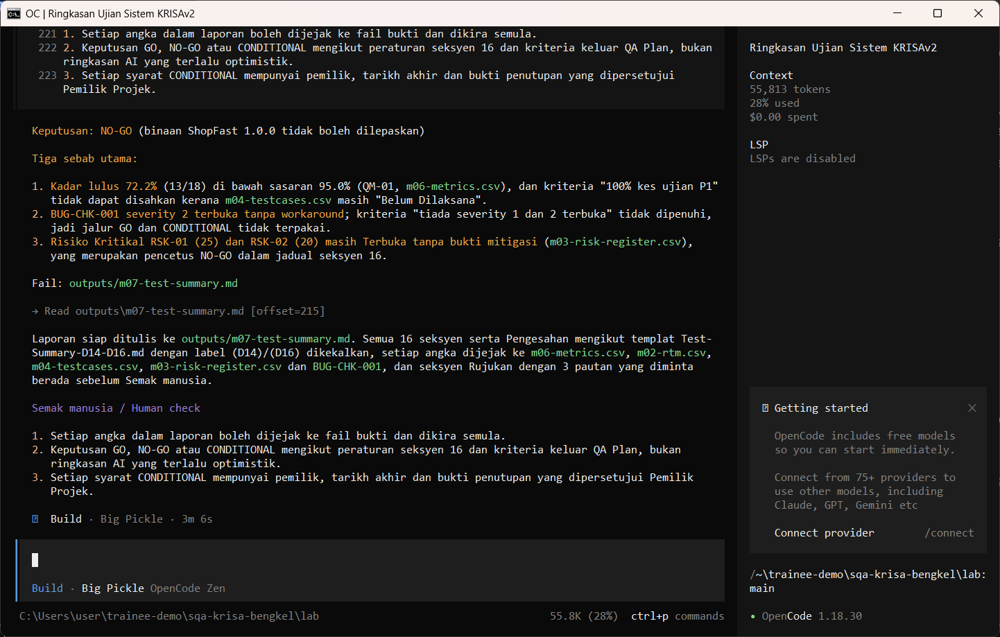 OC | Ringkasan Ujian Sistem KRISAv2
221 1. Setiap angka dalam laporan boleh dijejak ke fail bukti dan dikira semula.
222 2. Keputusan GO, NO-GO atau CONDITIONAL mengikut peraturan seksyen 16 dan kriteria keluar QA Plan, bukan
ringkasan AI yang terlalu optimistik.
223 3. Setiap syarat CONDITIONAL mempunyai pemilik, tarikh akhir dan bukti penutupan yang dipersetujui
Pemilik Projek.
Keputusan: NO-GO (binaan ShopFast 1.0.0 tidak boleh dilepaskan)
Tiga sebab utama:
1. Kadar lulus 72.2% (13/18) di bawah sasaran 95.0% (QM-01, m06-metrics.csv), dan kriteria "100% kes ujian P1"
tidak dapat disahkan kerana m04-testcases.csv masih "Belum Dilaksana".
2. BUG-CHK-001 severity 2 terbuka tanpa workaround; kriteria "tiada severity 1 dan 2 terbuka" tidak dipenuhi,
jadi jalur GO dan CONDITIONAL tidak terpakai.
3. Risiko Kritikal RSK-01 (25) dan RSK-02 (20) masih Terbuka tanpa bukti mitigasi (m03-risk-register.csv),
yang merupakan pencetus NO-GO dalam jadual seksyen 16.
Fail: outputs/m07-test-summary.md
→ Read outputs\m07-test-summary.md [offset=215]
Laporan siap ditulis ke outputs/m07-test-summary.md. Semua 16 seksyen serta Pengesahan mengikut templat Test-
Summary-D14-D16.md dengan label (D14)/(D16) dikekalkan, setiap angka dijejak ke m06-metrics.csv, m02-rtm.csv,
m04-testcases.csv, m03-risk-register.csv dan BUG-CHK-001, dan seksyen Rujukan dengan 3 pautan yang diminta
berada sebelum Semak manusia.
Semak manusia / Human check
1. Setiap angka dalam laporan boleh dijejak ke fail bukti dan dikira semula.
2. Keputusan GO, NO-GO atau CONDITIONAL mengikut peraturan seksyen 16 dan kriteria keluar QA Plan, bukan
ringkasan AI yang terlalu optimistik.
3. Setiap syarat CONDITIONAL mempunyai pemilik, tarikh akhir dan bukti penutupan yang dipersetujui Pemilik
Projek.
Build · Big Pickle · 3m 6s
Build · Big Pickle OpenCode Zen
C:\Users\user\trainee-demo\sqa-krisa-bengkel\lab
55.8K (28%) ctrl+p commands
Ringkasan Ujian Sistem KRISAv2
Context
55,813 tokens
28% used
$0.00 spent
LSP
LSPs are disabled
Getting started
OpenCode includes free models
so you can start immediately.
Connect from 75+ providers to
use other models, including
Claude, GPT, Gemini etc
Connect provider /connect
/~\trainee-demo\sqa-krisa-bengkel\lab:
main
• OpenCode 1.18.30